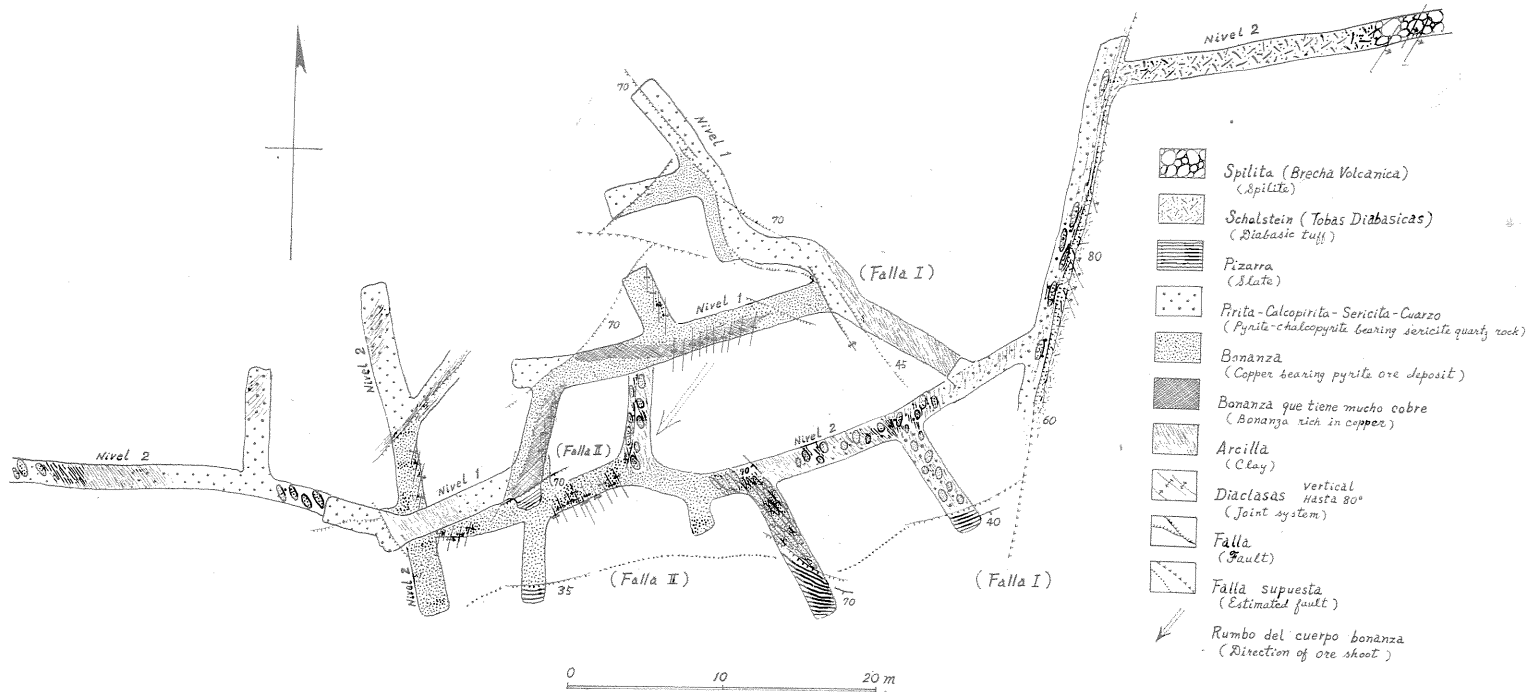 Nivel 2
70
Nivel 1
70
(Falla I)
80
Nivel 1
70
Nivel 2
45
60
Nivel 2
(Falla II)
Nivel 2
Nivel 1
70
70
40
Nivel 2
35
(Falla II)
70
(Falla I)
Spilita (Brecha Volcanica)
(Spilite)
Schalstein (Tobas Diabasicas)
(Diabasic tuff)
Pizarra
(Slate)
Pirita-Calcopirita-Sericita-Cuarzo
(Pyrite-chalcopyrite bearing sericite quartz rock)
Bonanza
(Copper bearing pyrite ore deposit)
Bonanza que tiene mucho cobre
(Bonanza rich in copper)
Arcilla
(Clay)
Diaclasas vertical Hasta 80°
(Joint system)
Falla
(Fault)
Falla supuesta
(Estimated fault)
Rumbo del cuerpo bonanza
(Direction of ore shoot)
0 10 20 m